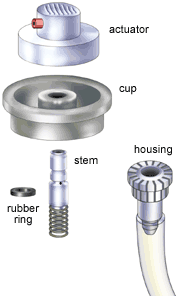 actuator
cup
stem
housing
rubber
ring